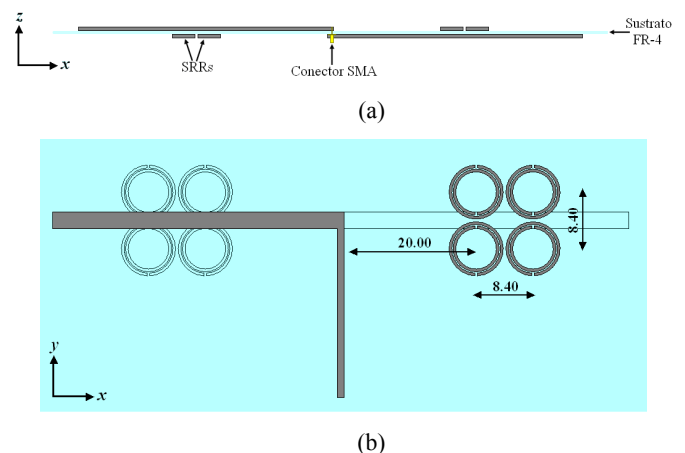 z
x
SRRs
Conector SMA
Sustrato
FR-4
(a)
20.00
8.40
8.40
y
x
(b)